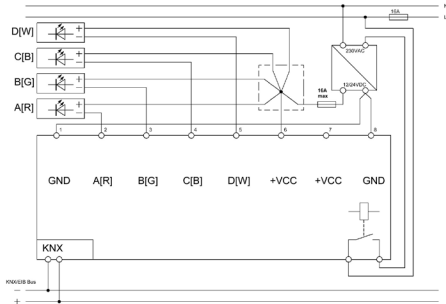 N
L
10A
D[W]
+
−
C[B]
+
−
B[G]
+
−
A[R]
+
−
230VAC
12/24VDC
16A
max
1 2 3 4 5 6 7 8
GND A[R] B[G] C[B] D[W] +VCC +VCC GND
KNX
KNX/EIB Bus
−
+